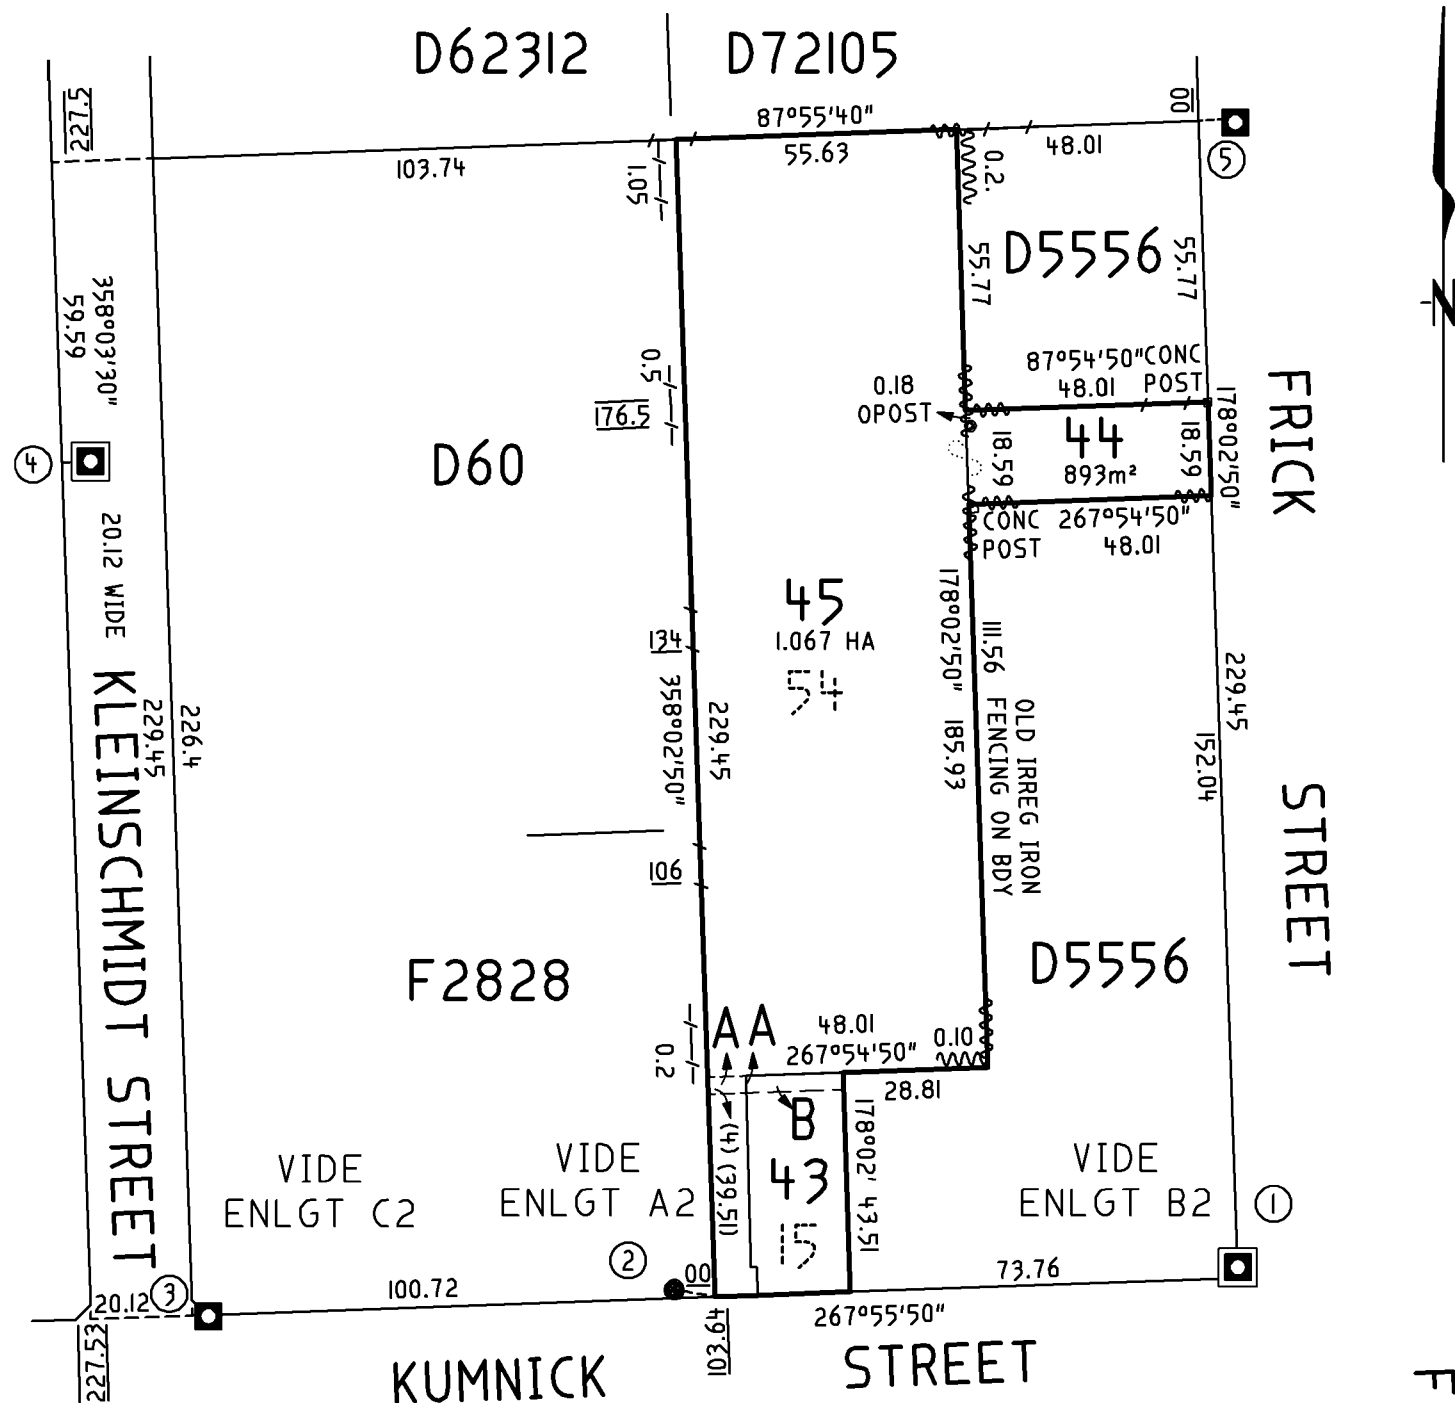 D62312
D72105
227.5
87°55'40"
00
103.74
55.63
48.01
5
1.05
0.2.
D5556
55.77
55.77
358°03'30"
59.59
0.5
176.5
0.18
OPOST
87°54'50"
48.01
CONC
POST
44
893m²
18.59
18.59
178°02'50"
FRICK
STREET
4
D60
CONC
POST
267°54'50"
48.01
20.12 WIDE
KLEINSCHMIDT STREET
45
1.067 HA
54
134
358°02'50"
229.45
178°02'50" 185.93
111.56
OLD IRREG IRON
FENCING ON BDY
229.45
152.04
229.45
226.4
106
F2828
D5556
A A
48.01
267°54'50"
0.10
0.2
28.81
B
(4) (39.51)
43
15
178°02' 43.51
VIDE
ENLGT C2
VIDE
ENLGT A2
VIDE
ENLGT B2
1
2
00
3
20.12
100.72
73.76
267°55'50"
227.53
103.649
KUMNICK STREET
N
F